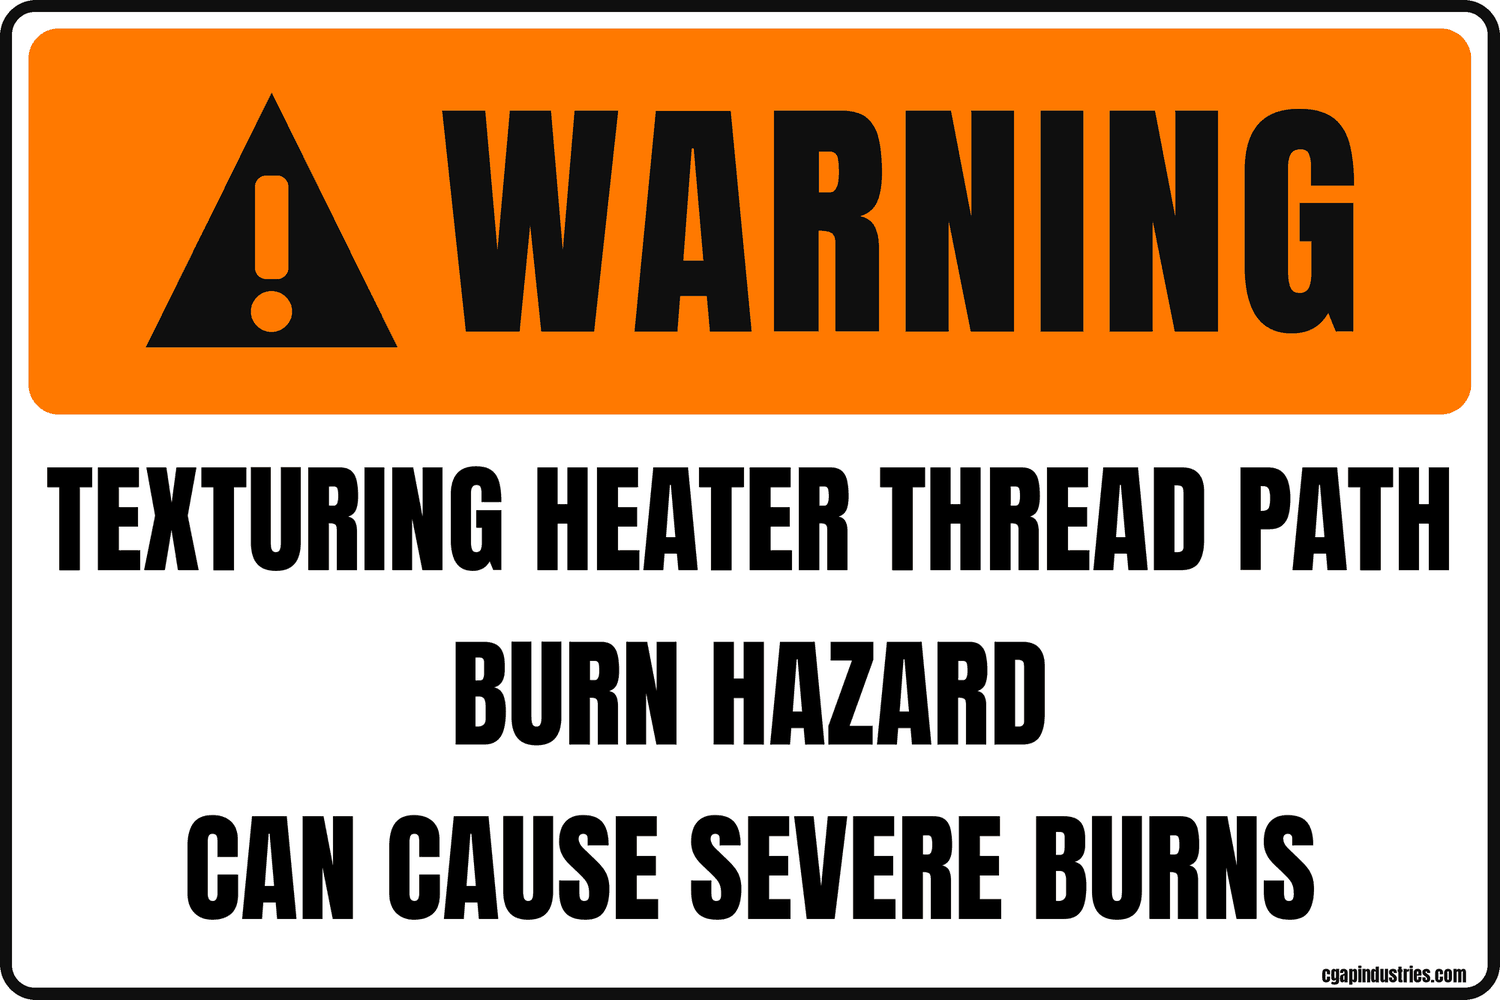 WARNING
TEXTURING HEATER THREAD PATH
BURN HAZARD
CAN CAUSE SEVERE BURNS
cgapindustries.com